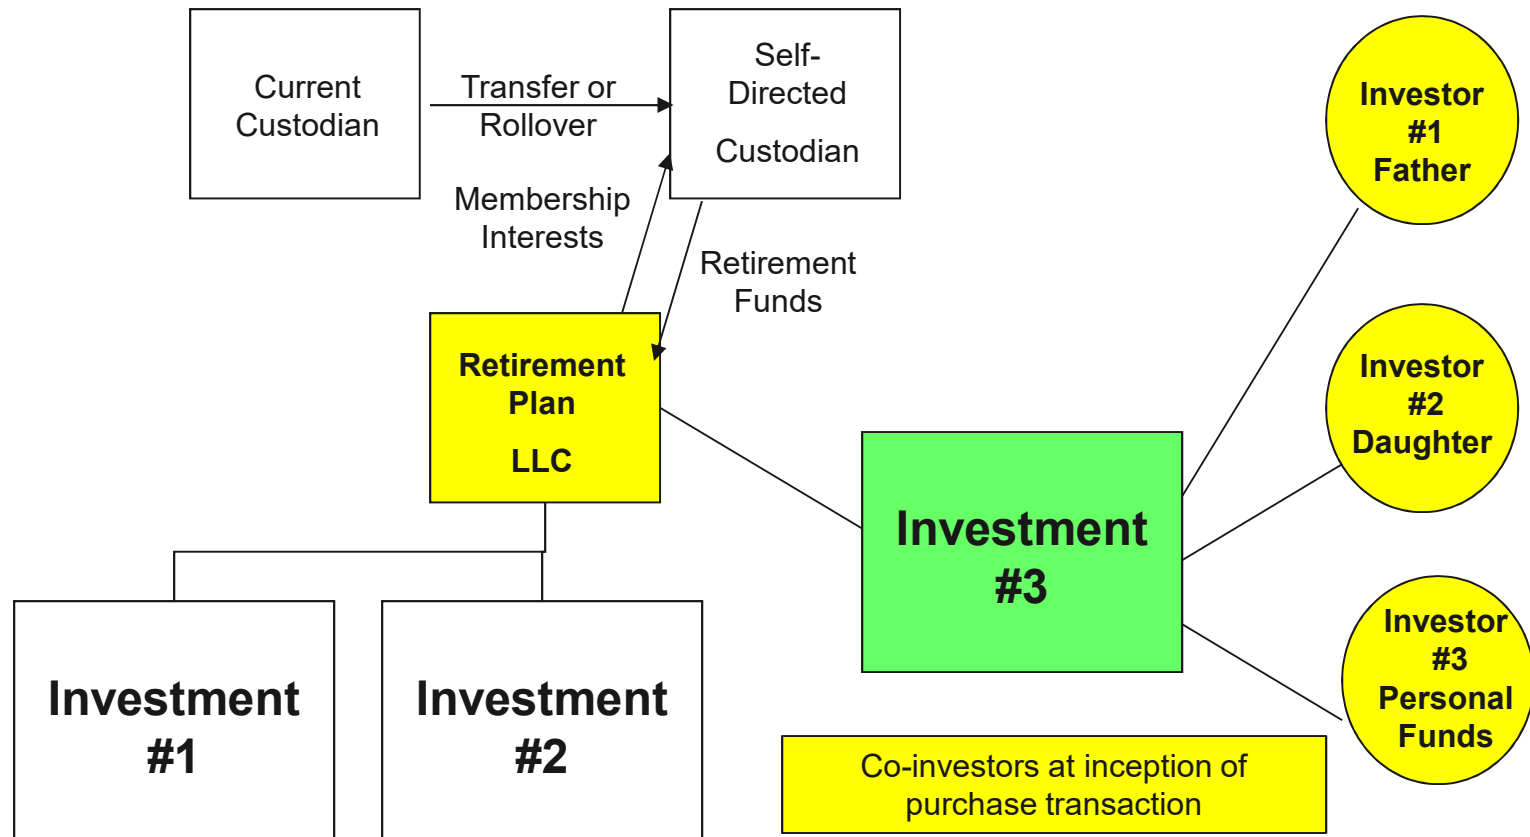 Current
Custodian
Transfer or
Rollover
Self-
Directed
Custodian
Investor
#1
Father
Membership
Interests
Retirement
Funds
Retirement
Plan
LLC
Investor
#2
Daughter
Investment
#3
Investor
#3
Personal
Funds
Investment
#1
Investment
#2
Co-investors at inception of
purchase transaction